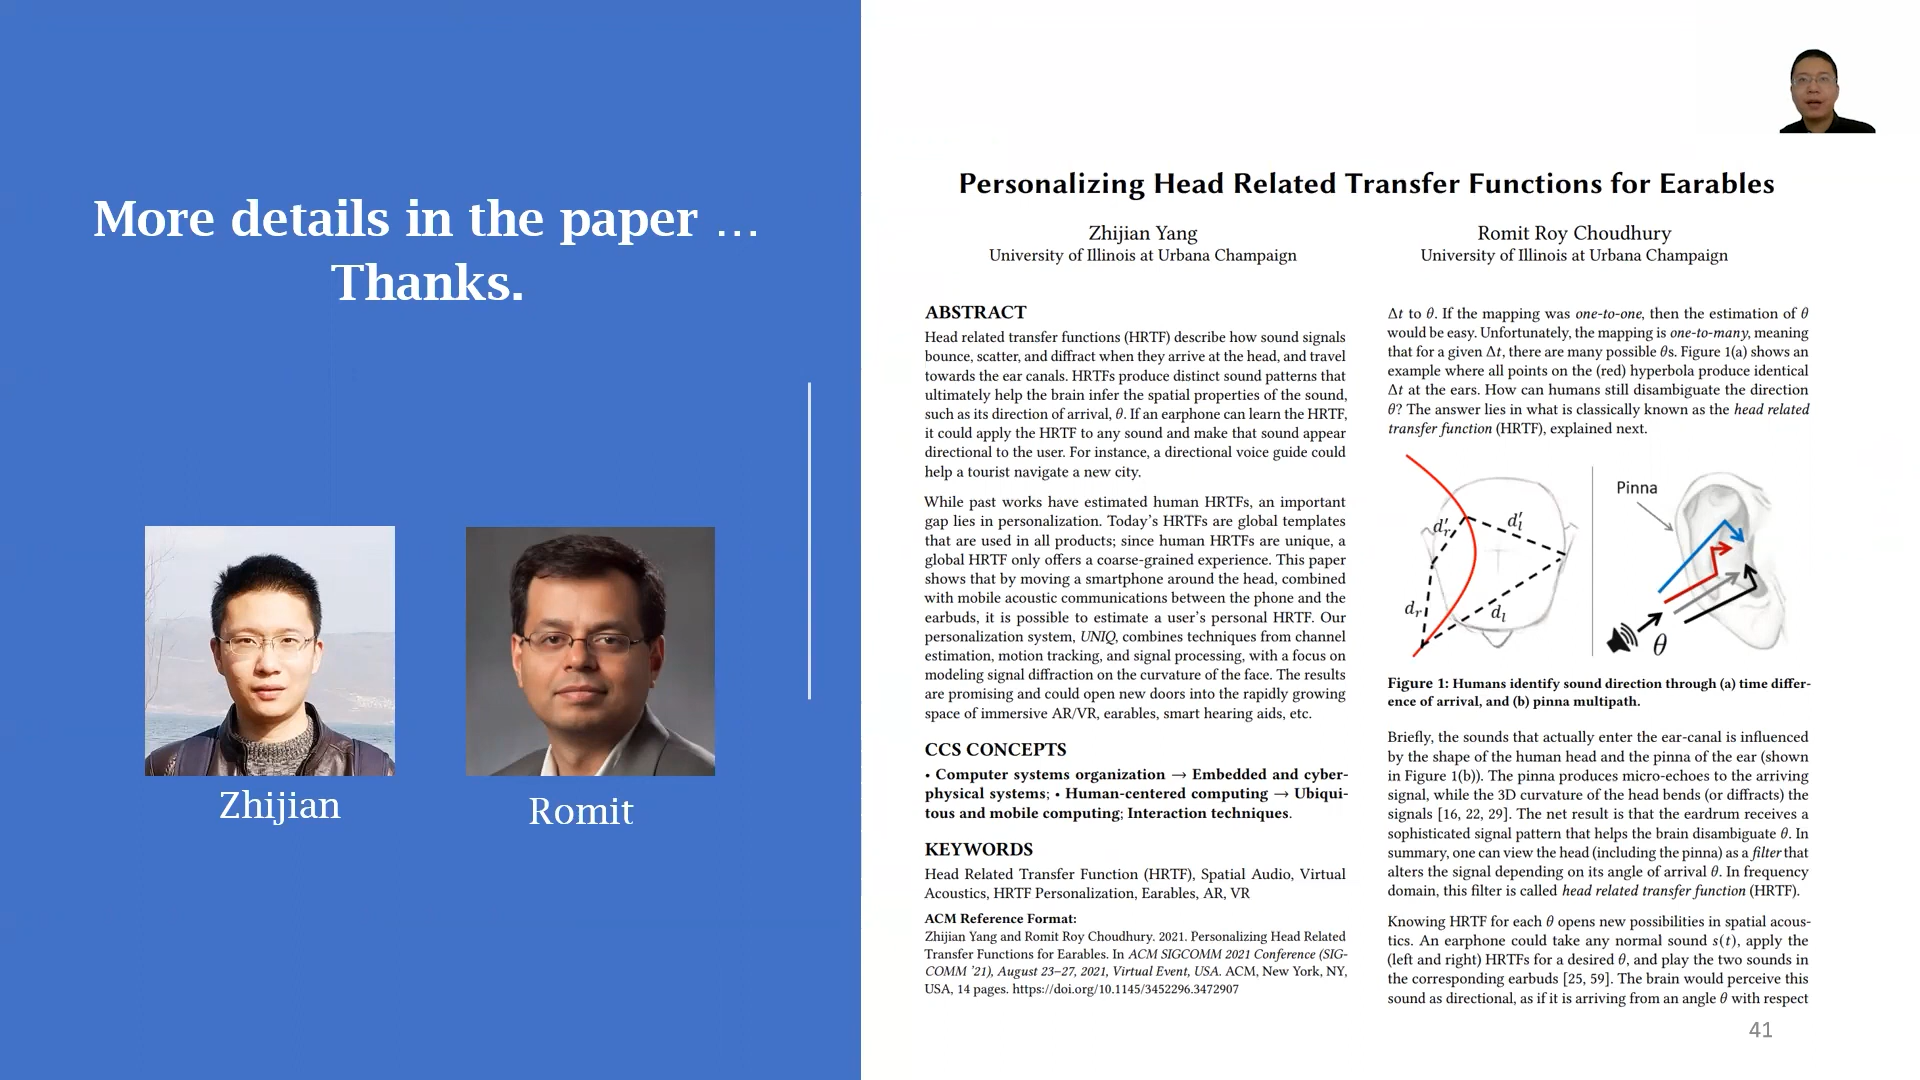 More details in the paper …
Thanks.
Zhijian
Romit
Personalizing Head Related Transfer Functions for Earables
Zhijian Yang
University of Illinois at Urbana Champaign
Romit Roy Choudhury
University of Illinois at Urbana Champaign
ABSTRACT
Head related transfer functions (HRTF) describe how sound signals
bounce, scatter, and diffract when they arrive at the head, and travel
towards the ear canals. HRTFs produce distinct sound patterns that
ultimately help the brain infer the spatial properties of the sound,
such as its direction of arrival, θ. If an earphone can learn the HRTF,
it could apply the HRTF to any sound and make that sound appear
directional to the user. For instance, a directional voice guide could
help a tourist navigate a new city.
While past works have estimated human HRTFs, an important
gap lies in personalization. Today's HRTFs are global templates
that are used in all products; since human HRTFs are unique, a
global HRTF only offers a coarse-grained experience. This paper
shows that by moving a smartphone around the head, combined
with mobile acoustic communications between the phone and the
earbuds, it is possible to estimate a user's personal HRTF. Our
personalization system, UNIQ, combines techniques from channel
estimation, motion tracking, and signal processing, with a focus on
modeling signal diffraction on the curvature of the face. The results
are promising and could open new doors into the rapidly growing
space of immersive AR/VR, earables, smart hearing aids, etc.
CCS CONCEPTS
• Computer systems organization → Embedded and cyber-
physical systems; • Human-centered computing → Ubiqui-
tous and mobile computing; Interaction techniques.
KEYWORDS
Head Related Transfer Function (HRTF), Spatial Audio, Virtual
Acoustics, HRTF Personalization, Earables, AR, VR
ACM Reference Format:
Zhijian Yang and Romit Roy Choudhury. 2021. Personalizing Head Related
Transfer Functions for Earables. In ACM SIGCOMM 2021 Conference (SIG-
COMM '21), August 23–27, 2021, Virtual Event, USA. ACM, New York, NY,
USA, 14 pages. https://doi.org/10.1145/3452296.3472907
Δt to θ. If the mapping was one-to-one, then the estimation of θ
would be easy. Unfortunately, the mapping is one-to-many, meaning
that for a given Δt, there are many possible θs. Figure 1(a) shows an
example where all points on the (red) hyperbola produce identical
Δt at the ears. How can humans still disambiguate the direction
θ? The answer lies in what is classically known as the head related
transfer function (HRTF), explained next.
d′r
d′l
dr
dl
Pinna
θ
Figure 1: Humans identify sound direction through (a) time differ-
ence of arrival, and (b) pinna multipath.
Briefly, the sounds that actually enter the ear-canal is influenced
by the shape of the human head and the pinna of the ear (shown
in Figure 1(b)). The pinna produces micro-echoes to the arriving
signal, while the 3D curvature of the head bends (or diffracts) the
signals [16, 22, 29]. The net result is that the eardrum receives a
sophisticated signal pattern that helps the brain disambiguate θ. In
summary, one can view the head (including the pinna) as a filter that
alters the signal depending on its angle of arrival θ. In frequency
domain, this filter is called head related transfer function (HRTF).
Knowing HRTF for each θ opens new possibilities in spatial acous-
tics. An earphone could take any normal sound s(t), apply the
(left and right) HRTFs for a desired θ, and play the two sounds in
the corresponding earbuds [25, 59]. The brain would perceive this
sound as directional, as if it is arriving from an angle θ with respect
41